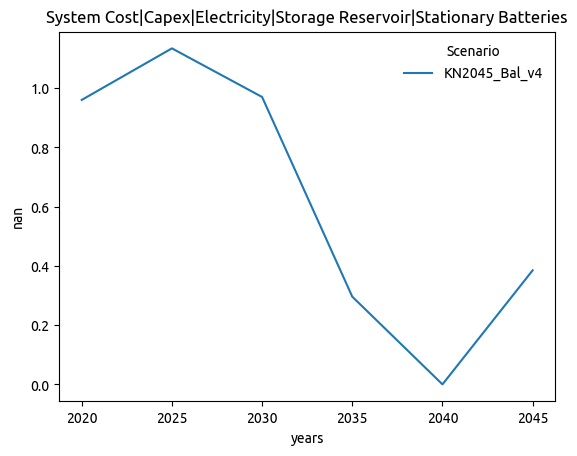 System Cost|Capex|Electricity|Storage Reservoir|Stationary Batteries
Scenario
KN2045_Bal_v4
1.0
0.8
0.6
0.4
0.2
0.0
nan
2020 2025 2030 2035 2040 2045
years